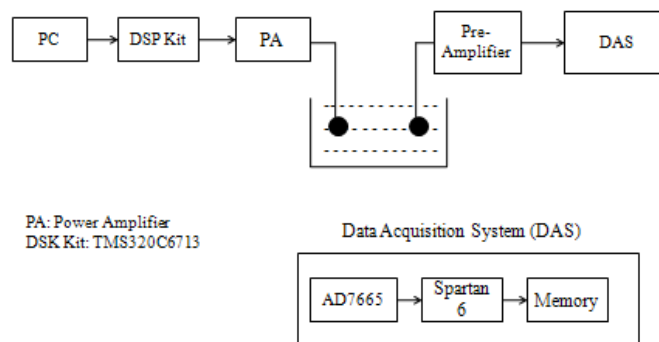 PC
DSP Kit
PA
Pre-
Amplifier
DAS
PA: Power Amplifier
DSK Kit: TMS320C6713
Data Acquisition System (DAS)
AD7665
Spartan
6
Memory